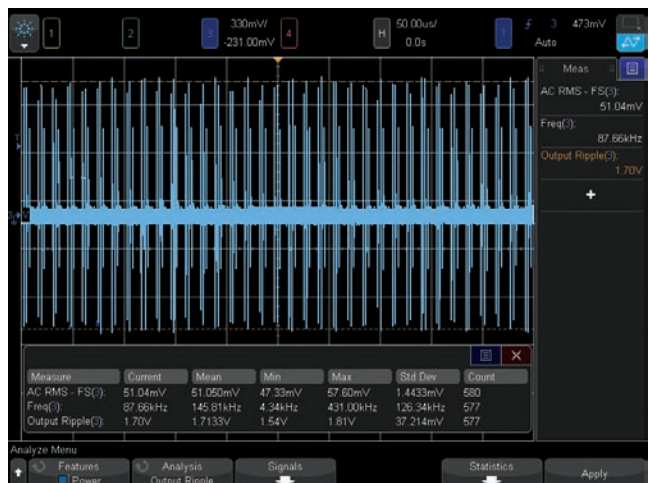 1 2 3 330mV/ 4 H 50.00us/ T 3 473mV
-231.00mV 0.0s Auto
Meas
AC RMS - FS(3):
51.04mV
Freq(3):
87.66kHz
Output Ripple(3):
1.70V
+
T
3
Measure Current Mean Min Max Std Dev Count
AC RMS - FS(3): 51.04mV 51.050mV 47.33mV 57.60mV 1.4433mV 580
Freq(3): 87.66kHz 145.81kHz 4.34kHz 431.00kHz 126.34kHz 577
Output Ripple(3): 1.70V 1.7133V 1.54V 1.81V 37.214mV 577
Analyze Menu
Features Analysis Signals Statistics Apply
Power Output Ripple